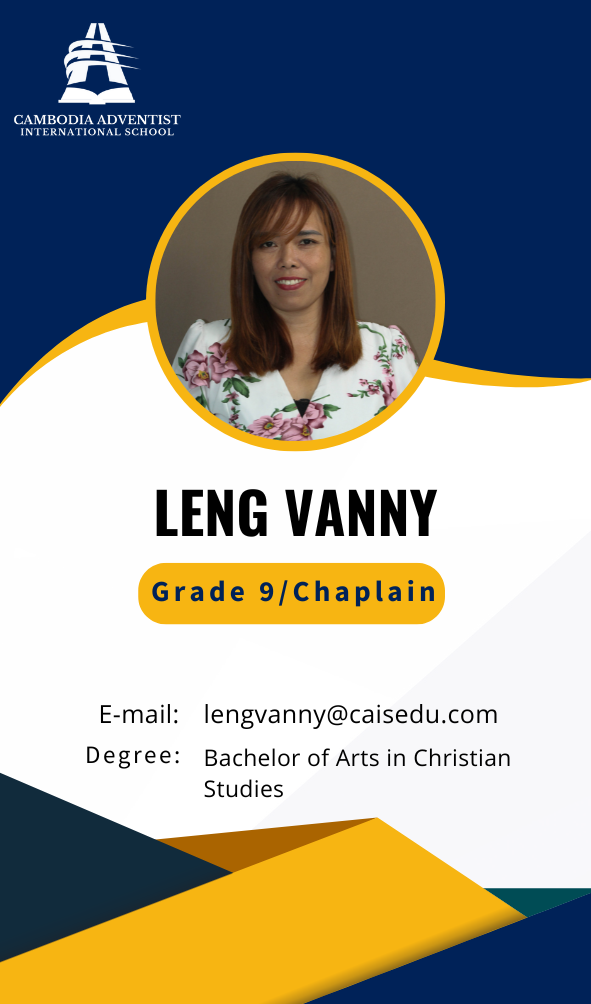 CAMBODIA ADVENTIST
INTERNATIONAL SCHOOL
LENG VANNY
Grade 9/Chaplain
E-mail: lengvanny@caisedu.com
Degree: Bachelor of Arts in Christian
Studies